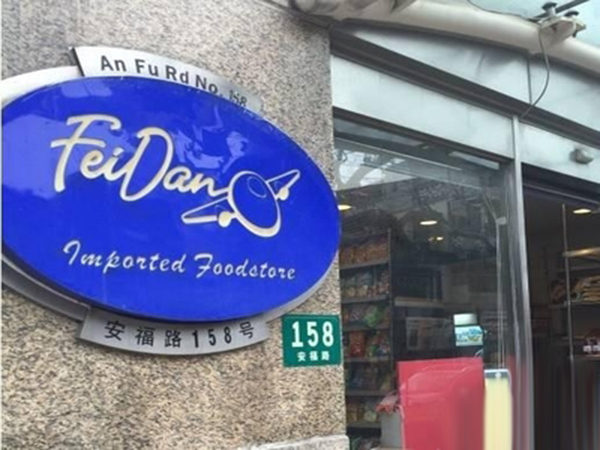 An Fu Rd No. 158
FeiDan
Imported Foodstore
安福路158号
158
安福路